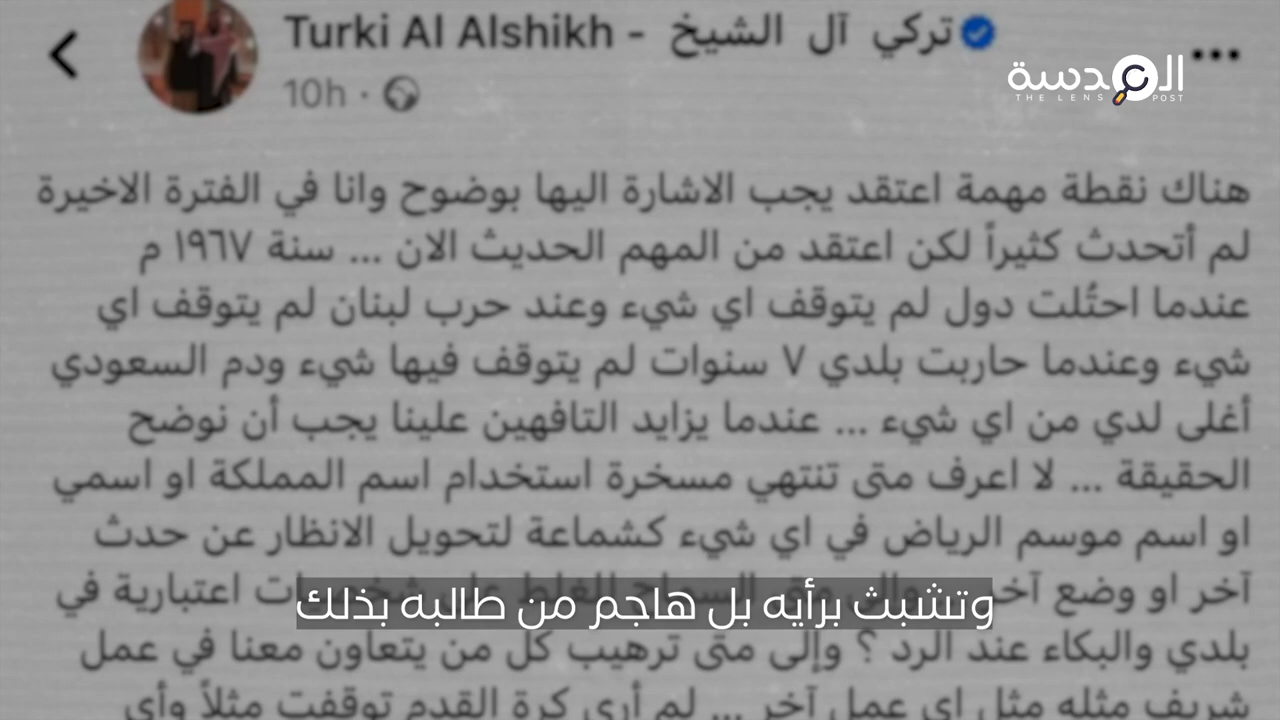 Turki Al Alshikh - تركي آل الشيخ
10h ·
العدسة
THE LENS POST
هناك نقطة مهمة اعتقد يجب الاشارة اليها بوضوح وانا في الفترة الاخيرة
لم أتحدث كثيراً لكن اعتقد من المهم الحديث الان ... سنة ١٩٦٧ م
عندما احتُلت دول لم يتوقف اي شيء وعند حرب لبنان لم يتوقف اي
شيء وعندما حاربت بلدي ٧ سنوات لم يتوقف فيها شيء ودم السعودي
أغلى لدي من اي شيء ... عندما يزايد التافهين علينا يجب أن نوضح
الحقيقة ... لا اعرف متى تنتهي مسخرة استخدام اسم المملكة او اسمي
او اسم موسم الرياض في اي شيء كشماعة لتحويل الانظار عن حدث
آخر او وضع اعتبارية في
وتشبث برأيه بل هاجم من طالبه بذلك
بلدي والبكاء عند الرد ؟ وإلى متى ترهيب كل من يتعاون معنا في عمل
شريف مثله مثل اي عمل آخر ... لم أرى كرة القدم توقفت مثلاً وأي